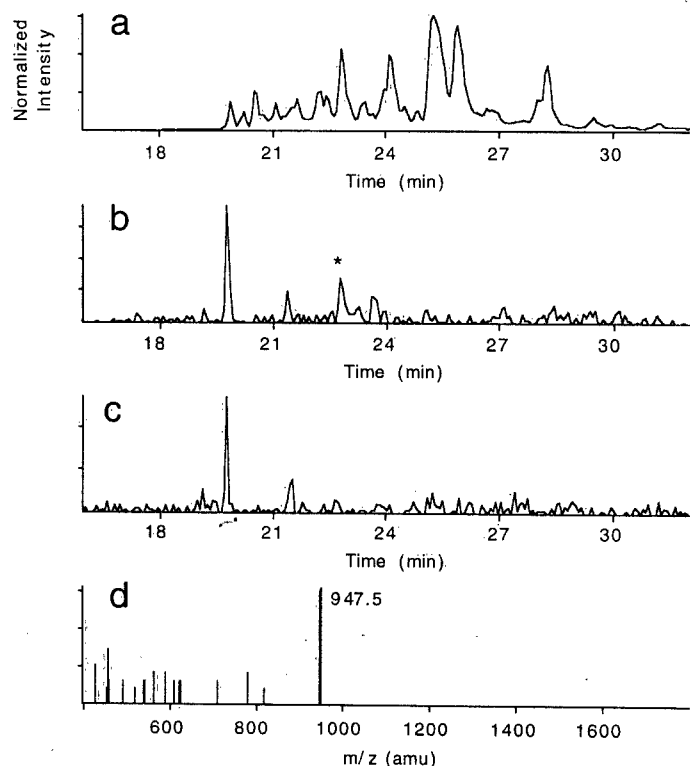 Normalized
Intensity
a
18 21 24 27 30
Time (min)
b
*
18 21 24 27 30
Time (min)
c
18 21 24 27 30
Time (min)
d
947.5
600 800 1000 1200 1400 1600
m/z (amu)